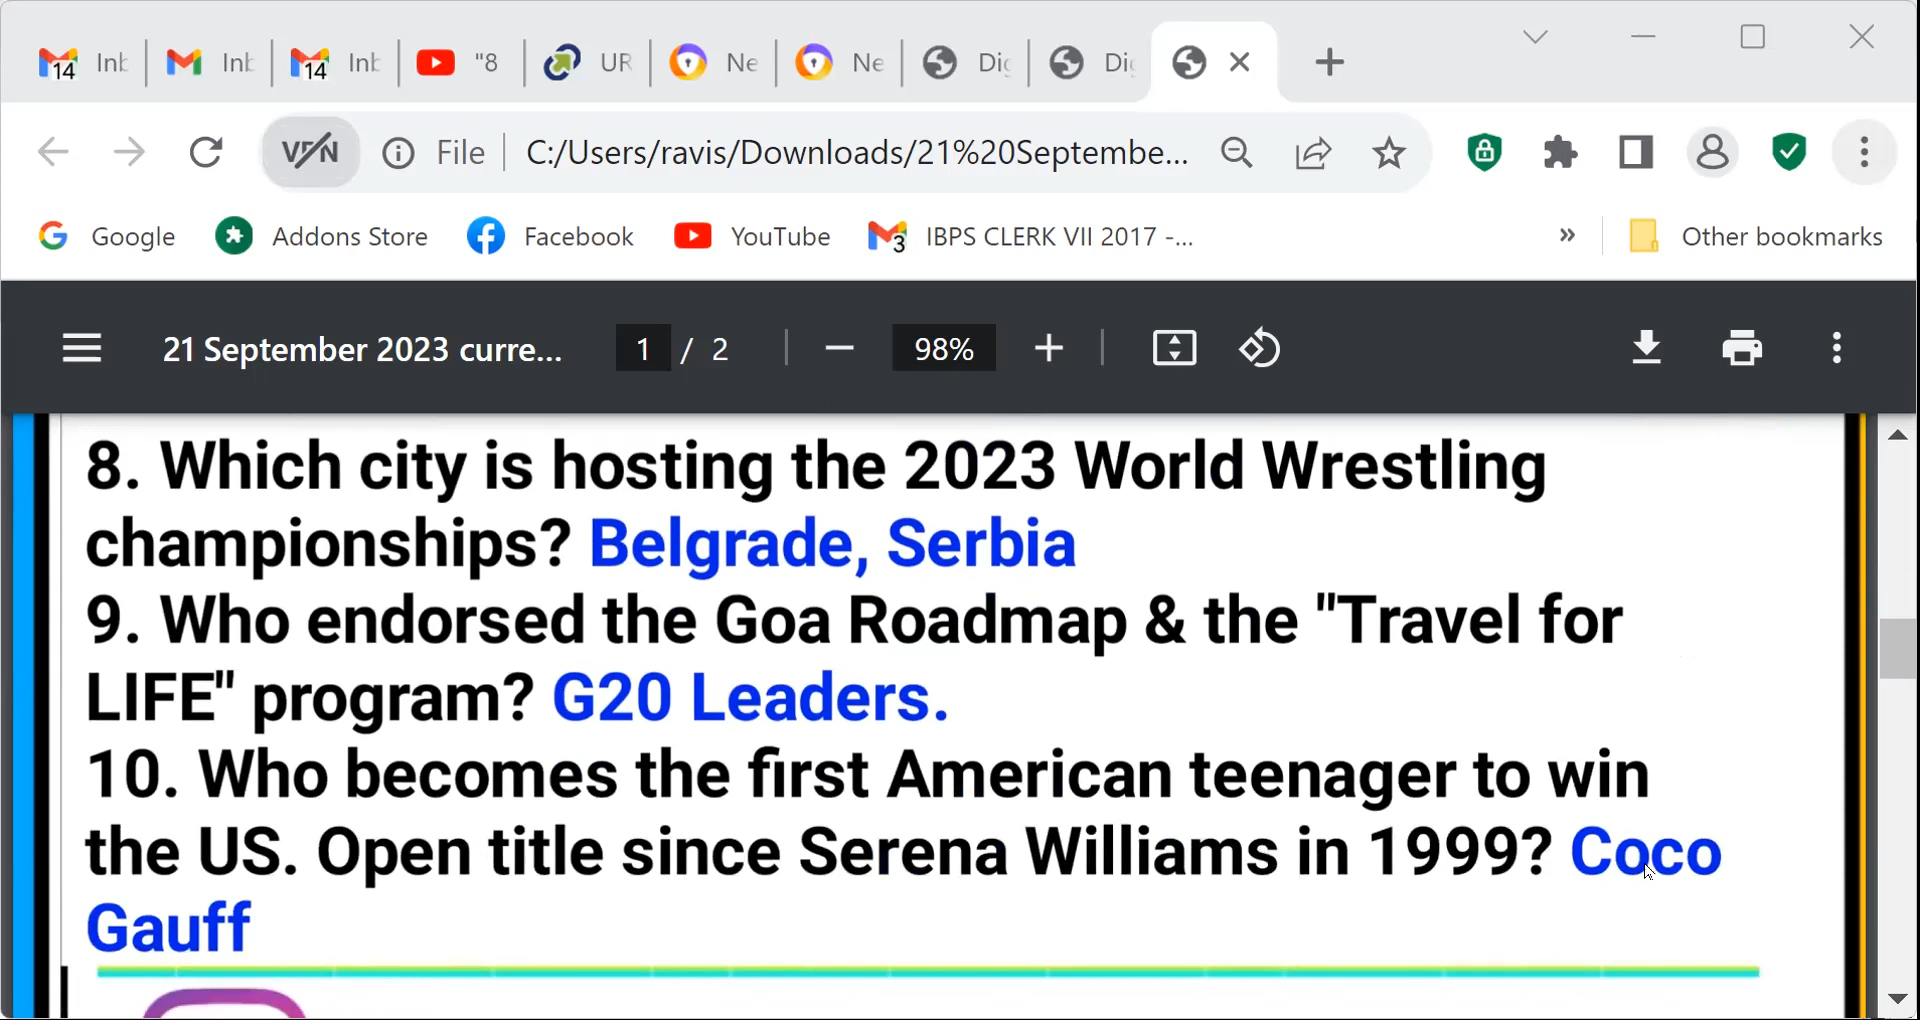 Inb Inb Inb "8 UR Ne Ne Dig Dig
VPN File C:/Users/ravis/Downloads/21%20Septembe...
Google Addons Store Facebook YouTube 3 IBPS CLERK VII 2017 -... » Other bookmarks
21 September 2023 curre... 1 / 2 98%
8. Which city is hosting the 2023 World Wrestling
championships? Belgrade, Serbia
9. Who endorsed the Goa Roadmap & the "Travel for
LIFE" program? G20 Leaders.
10. Who becomes the first American teenager to win
the US. Open title since Serena Williams in 1999? Coco
Gauff